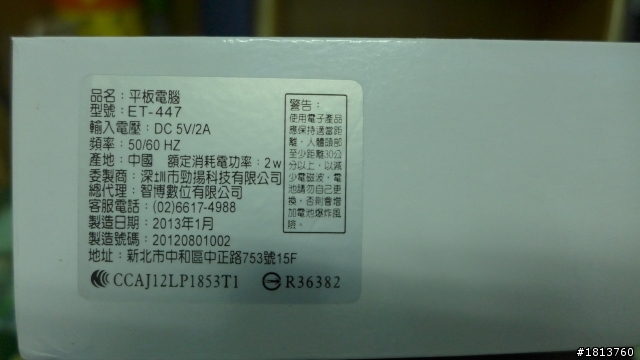 品名：平板電腦
型號：ET-447
輸入電壓：DC 5V/2A
頻率：50/60 HZ
產地：中國 額定消耗電功率：2w
委製商：深圳市勁揚科技有限公司
總代理：智博數位有限公司
客服電話：(02)6617-4988
製造日期：2013年1月
製造號碼：20120801002
地址：新北市中和區中正路753號15F
CCAJ12LP1853T1 R36382
警告：
使用電子產品
應保持適當距
離，人體頭部
至少距離30公
分以上，以減
少電磁波，電
池請勿自己更
換，否則會增
加電池爆炸風
險。
#1813760